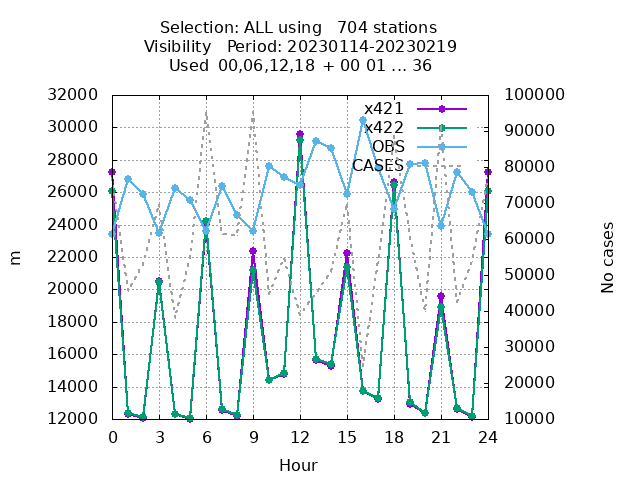 Selection: ALL using   704 stations
Visibility   Period: 20230114-20230219
Used  00,06,12,18  + 00 01 ... 36
32000
30000
28000
26000
24000
22000
20000
18000
16000
14000
12000
m
100000
90000
80000
70000
60000
50000
40000
30000
20000
10000
No cases
x421
x422
OBS
CASES
0 3 6 9 12 15 18 21 24
Hour